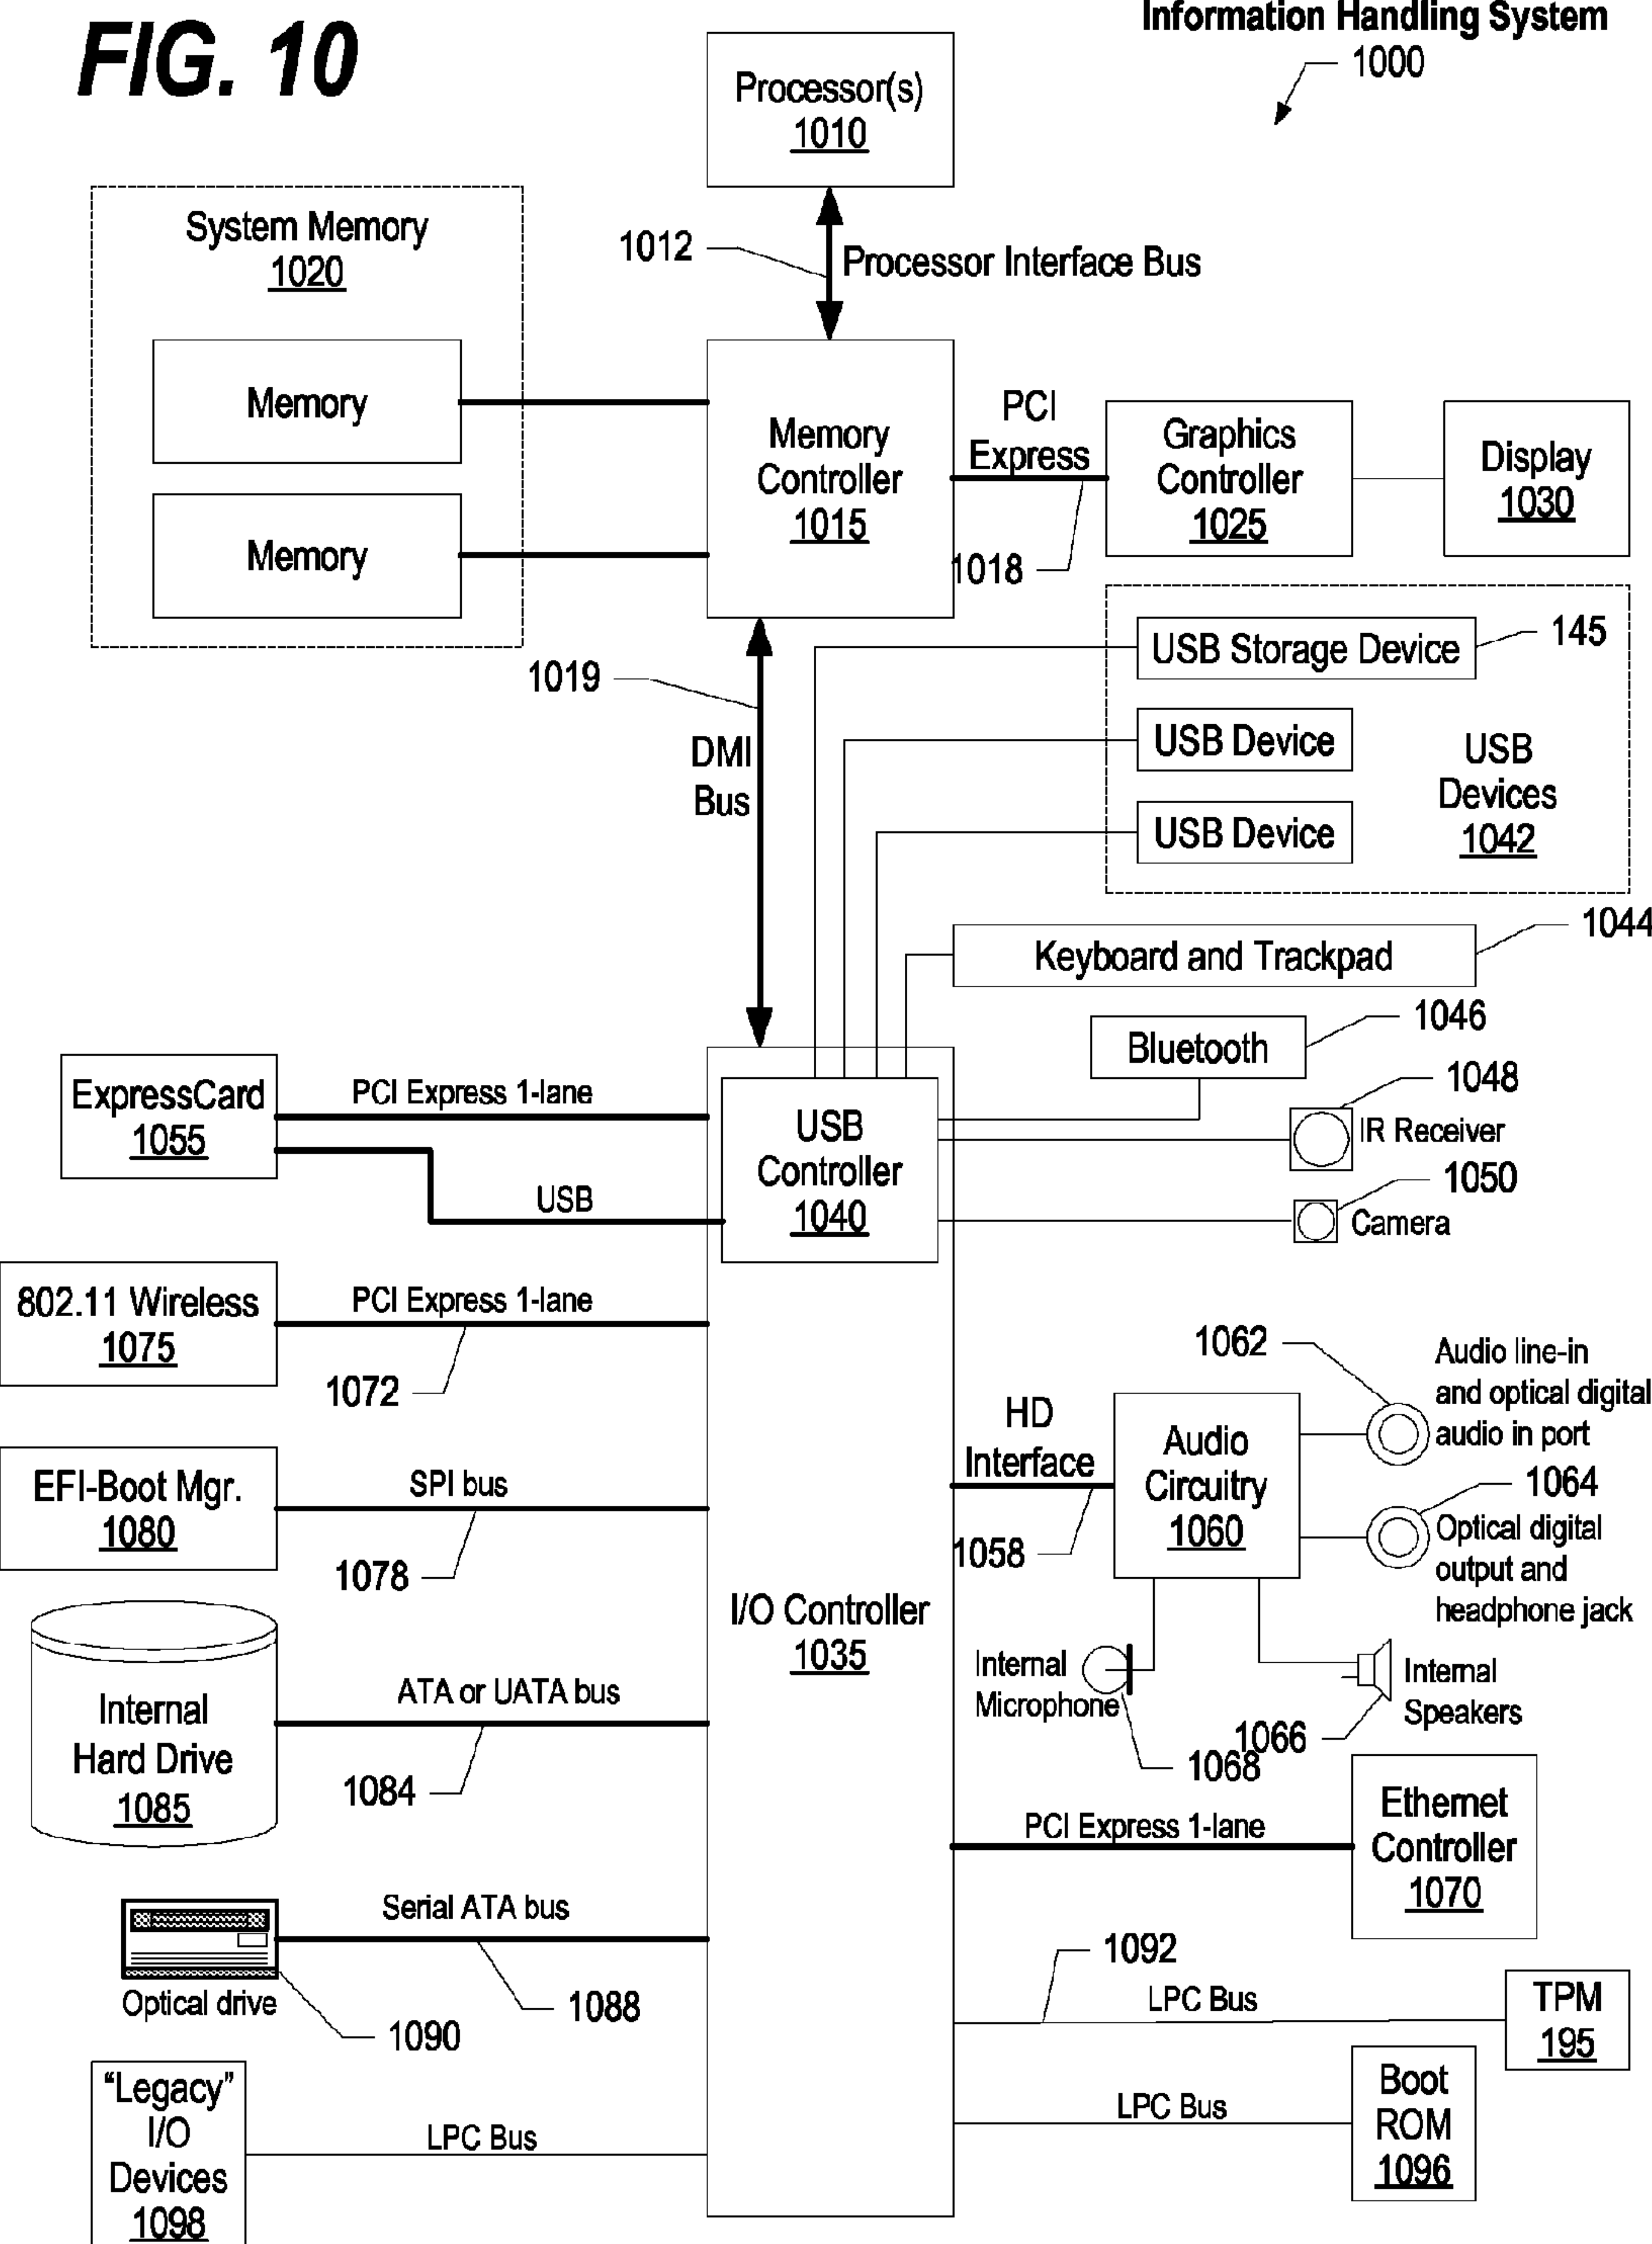 FIG. 10
Information Handling System
1000
Processor(s)
1010
System Memory
1020
1012
Processor Interface Bus
Memory
Memory
Memory
Controller
1015
PCI
Express
1018
Graphics
Controller
1025
Display
1030
1019
DMI
Bus
USB Storage Device
145
USB Device
USB Device
USB
Devices
1042
Keyboard and Trackpad
1044
Bluetooth
1046
1048
IR Receiver
1050
Camera
ExpressCard
1055
PCI Express 1-lane
USB
USB
Controller
1040
802.11 Wireless
1075
PCI Express 1-lane
1072
EFI-Boot Mgr.
1080
SPI bus
1078
I/O Controller
1035
HD
Interface
1058
Audio
Circuitry
1060
1062
Audio line-in
and optical digital
audio in port
1064
Optical digital
output and
headphone jack
Internal
Microphone
1068
Internal
Speakers
1066
Internal
Hard Drive
1085
ATA or UATA bus
1084
PCI Express 1-lane
Ethernet
Controller
1070
Serial ATA bus
1088
Optical drive
1090
1092
LPC Bus
TPM
195
LPC Bus
Boot
ROM
1096
"Legacy"
I/O
Devices
1098
LPC Bus